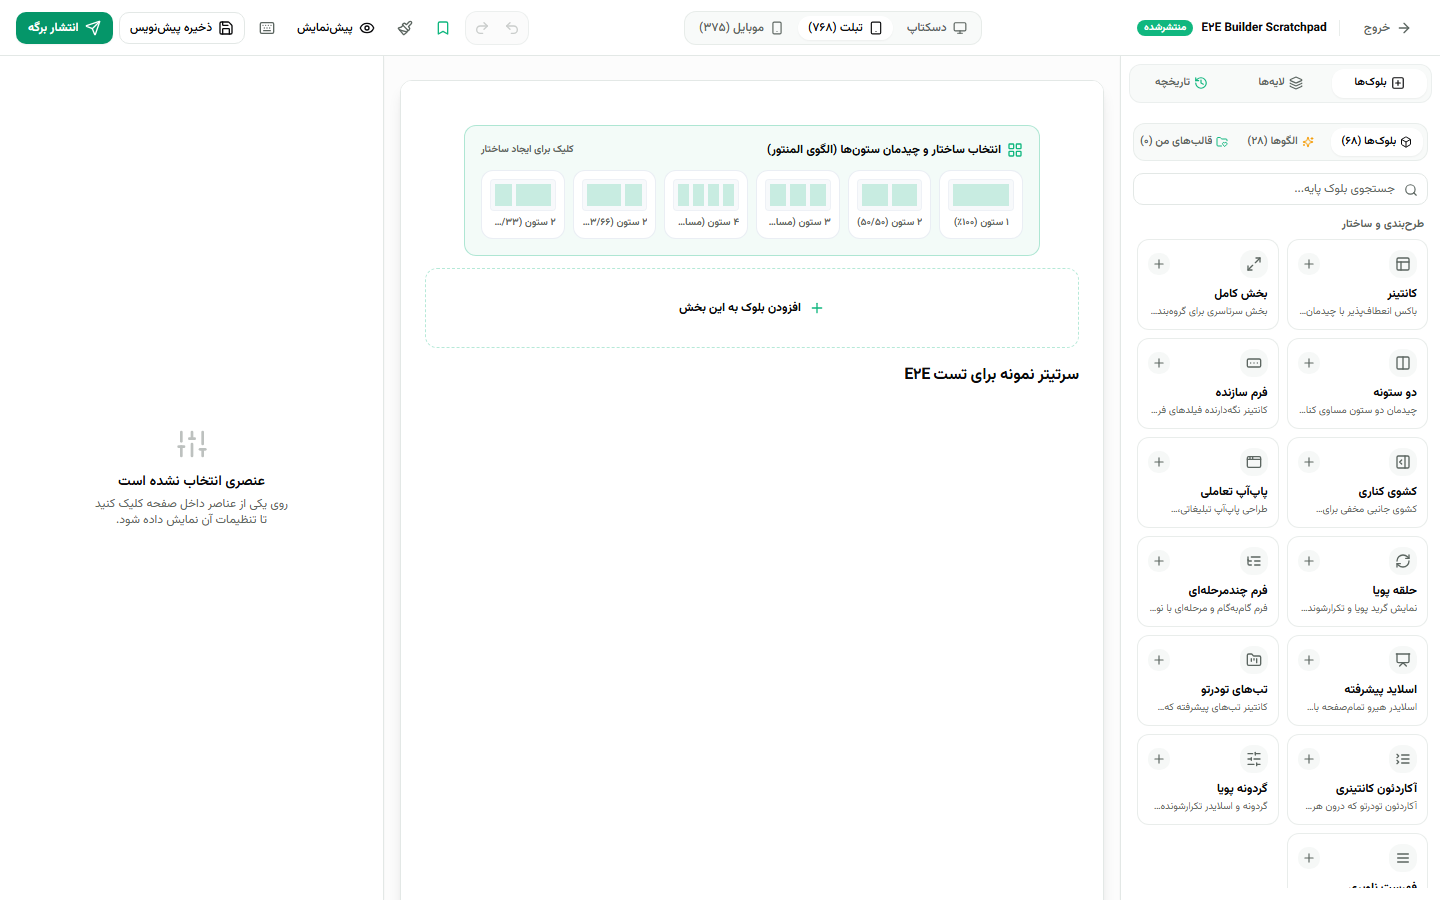 خروج
E2E Builder Scratchpad
منتشرشده
دسکتاپ
تبلت (۷۶۸)
موبایل (۳۷۵)
پیش‌نمایش
ذخیره پیش‌نویس
انتشار برگه
بلوک‌ها
لایه‌ها
تاریخچه
بلوک‌ها (۶۸)
الگوها (۲۸)
قالب‌های من (۰)
جستجوی بلوک پایه...
طرح‌بندی و ساختار
کانتینر
باکس انعطاف‌پذیر با چیدمان...
بخش کامل
بخش سرتاسری برای گروه‌بند...
دو ستونه
چیدمان دو ستون مساوی کنا...
فرم سازنده
کانتینر نگه‌دارنده فیلدهای فر...
کشوی کناری
کشوی جانبی مخفی برای...
پاپ‌آپ تعاملی
طراحی پاپ‌آپ تبلیغاتی،...
حلقه پویا
نمایش گرید پویا و تکرارشوند...
فرم چندمرحله‌ای
فرم گام‌به‌گام و مرحله‌ای با نو...
اسلاید پیشرفته
اسلایدر هیرو تمام‌صفحه با...
تب‌های تودرتو
کانتینر تب‌های پیشرفته که...
آکاردئون کانتینری
آکاردئون تودرتو که درون هر...
گردونه پویا
گردونه و اسلایدر تکرارشونده...
انتخاب ساختار و چیدمان ستون‌ها (الگوی المنتور)
کلیک برای ایجاد ساختار
۱ ستون (۱۰۰٪)
۲ ستون (۵۰/۵۰)
۳ ستون (مسا...
۴ ستون (مسا...
۲ ستون (۳/۶۶...
۲ ستون (۳۳/...
افزودن بلوک به این بخش
سرتیتر نمونه برای تست E2E
عنصری انتخاب نشده است
روی یکی از عناصر داخل صفحه کلیک کنید
تا تنظیمات آن نمایش داده شود.